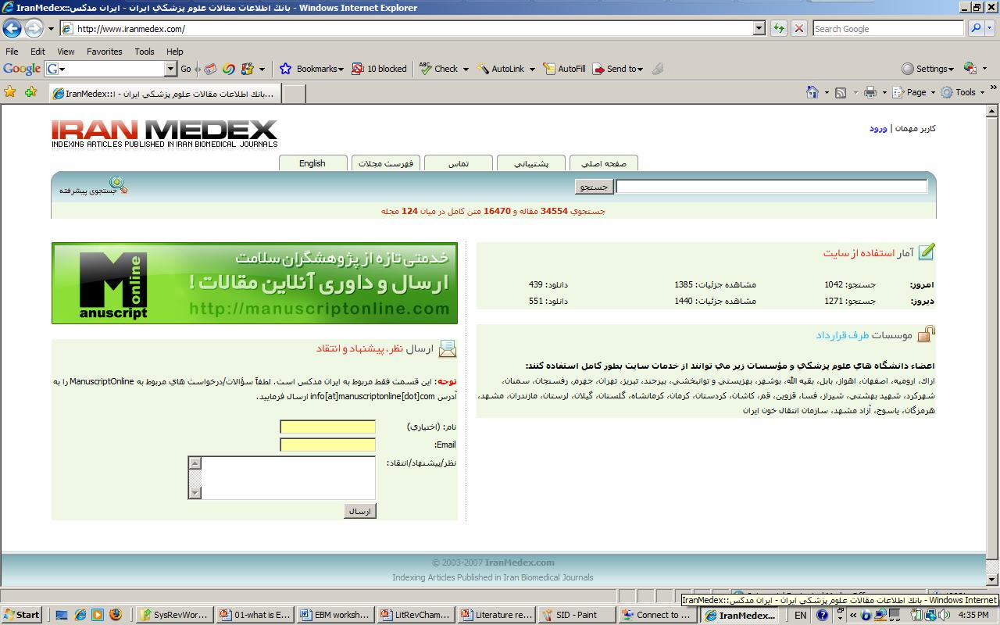 IranMedex::بانك اطلاعات مقالات علوم پزشكي ايران - ايران مدكس - Windows Internet Explorer
http://www.iranmedex.com/
Search Google
File Edit View Favorites Tools Help
Google G Go Bookmarks 10 blocked ABC Check AutoLink AutoFill Send to Settings
IranMedex::بانك اطلاعات مقالات علوم پزشكي ايران - ا...
Page Tools
IRAN MEDEX
INDEXING ARTICLES PUBLISHED IN IRAN BIOMEDICAL JOURNALS
کاربر مهمان | ورود
صفحه اصلي پشتيباني تماس فهرست مجلات English
جستجو
جستجوی پیشرفته
جستجوي 34554 مقاله و 16470 متن كامل در ميان 124 مجله
آمار استفاده از سايت
امروز: جستجو: 1042 مشاهده جزئيات: 1385 دانلود: 439
ديروز: جستجو: 1271 مشاهده جزئيات: 1440 دانلود: 551
موسسات طرف قرارداد
اعضاء دانشگاه هاي علوم پزشكي و مؤسسات زير مي توانند از خدمات سايت بطور كامل استفاده كنند:
اراك، اروميه، اصفهان، اهواز، بابل، بقيه الله، بوشهر، بهزيستي و توانبخشي، بيرجند، تبريز، تهران، جهرم، رفسنجان، سمنان،
شهركرد، شهيد بهشتي، شيراز، فسا، قزوين، قم، كاشان، كردستان، كرمان، كرمانشاه، گلستان، گيلان، لرستان، مازندران، مشهد،
هرمزگان، ياسوج، آزاد مشهد، سازمان انتقال خون ايران
خدمتی تازه از پژوهشگران سلامت
ارسال و داوری آنلاین مقالات !
http://manuscriptonline.com
Manuscript online
ارسال نظر، پيشنهاد و انتقاد
توجه: اين قسمت فقط مربوط به ايران مدكس است. لطفاً سؤالات/درخواست هاي مربوط به ManuscriptOnline را به
آدرس info[at]manuscriptonline[dot]com ارسال فرماييد.
نام: (اختياري)
Email:
نظر/پيشنهاد/انتقاد:
ارسال
© 2003-2007 IranMedex.com
Indexing Articles Published in Iran Biomedical Journals
IranMedex::بانك اطلاعات مقالات علوم پزشكي ايران - ايران مدكس - Windows Internet
Start SysRevWor... 01-what is E... EBM worksh... LitRevCham... Literature re... SID - Paint Connect to ... IranMedex... EN 4:35 PM